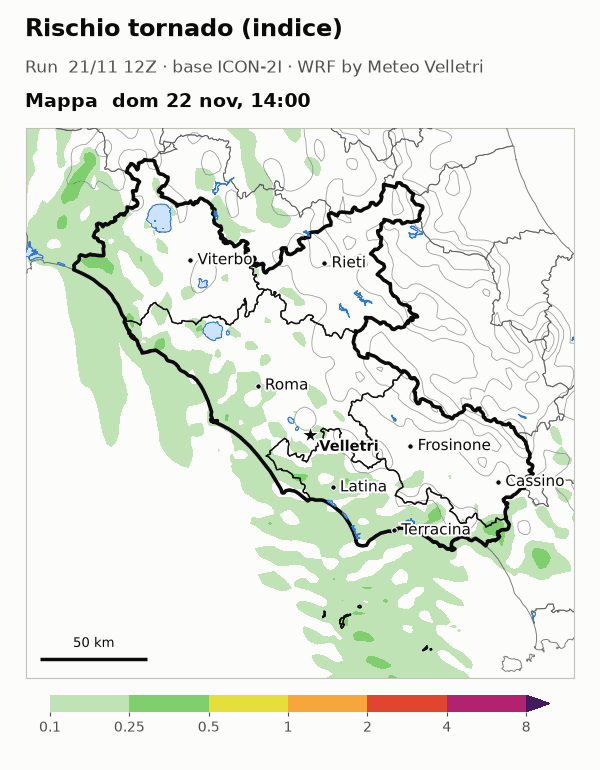 Rischio tornado (indice)
Run  21/11 12Z · base ICON-2I · WRF by Meteo Velletri
Mappa  dom 22 nov, 14:00
Viterbo
Rieti
Roma
Velletri
Frosinone
Cassino
Latina
Terracina
50 km
0.1 0.25 0.5 1 2 4 8